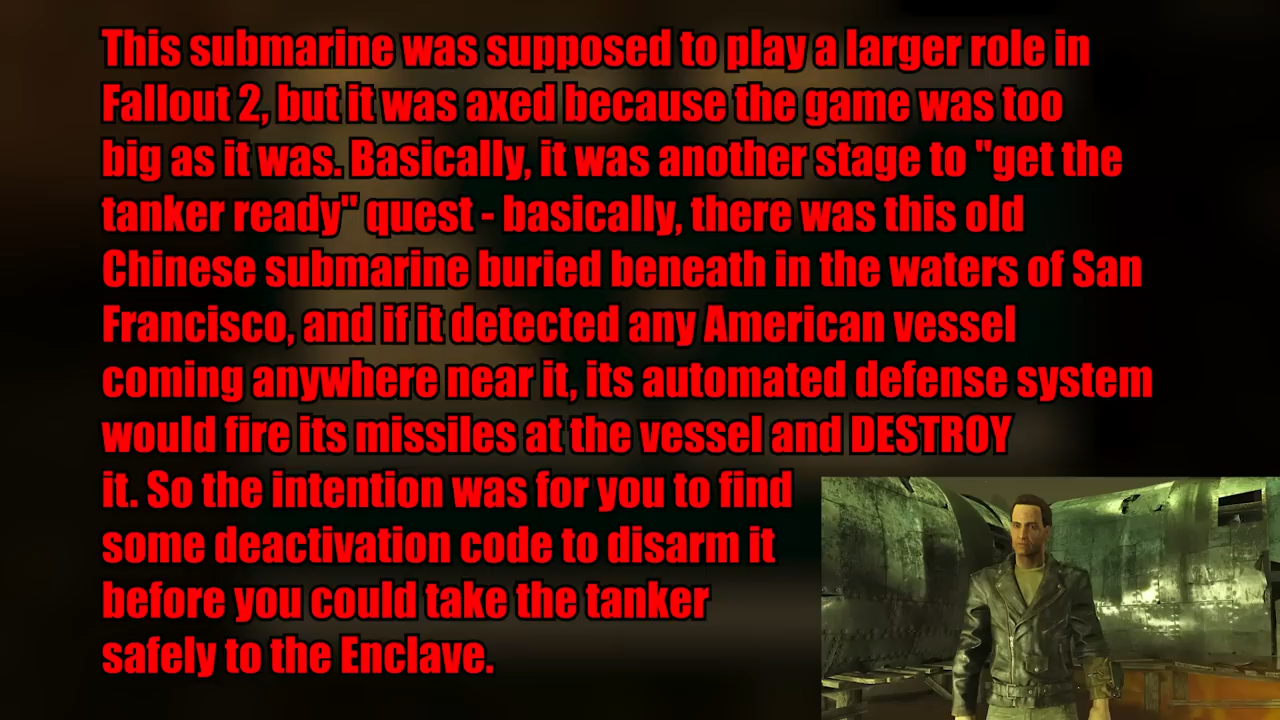 This submarine was supposed to play a larger role in
Fallout 2, but it was axed because the game was too
big as it was. Basically, it was another stage to "get the
tanker ready" quest - basically, there was this old
Chinese submarine buried beneath in the waters of San
Francisco, and if it detected any American vessel
coming anywhere near it, its automated defense system
would fire its missiles at the vessel and DESTROY
it. So the intention was for you to find
some deactivation code to disarm it
before you could take the tanker
safely to the Enclave.